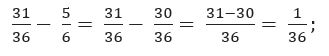 31/36 − 5/6 = 31/36 − 30/36 = 31−30/36 = 1/36 ;